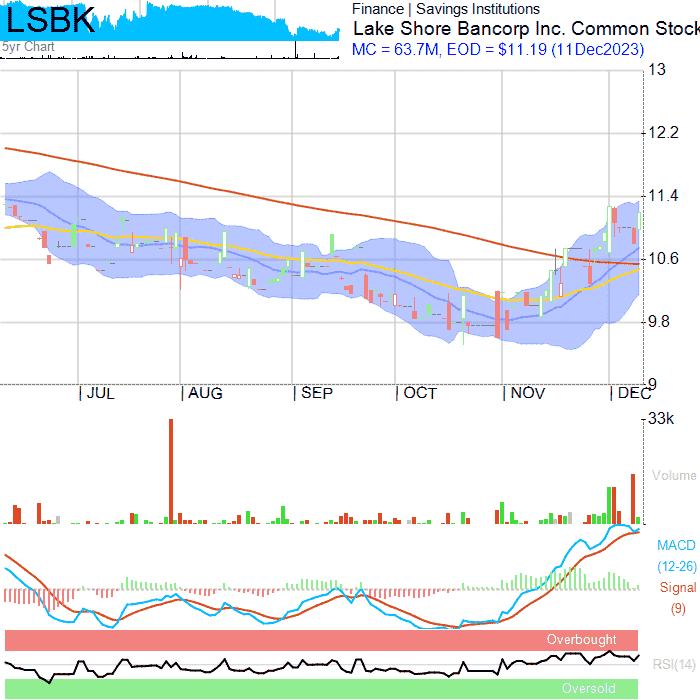 LSBK
5yr Chart
Finance | Savings Institutions
Lake Shore Bancorp Inc. Common Stock
MC = 63.7M, EOD = $11.19 (11Dec2023)
13
12.2
11.4
10.6
9.8
9
JUL AUG SEP OCT NOV DEC
33k
Volume
MACD
(12-26)
Signal
(9)
Overbought
RSI(14)
Oversold